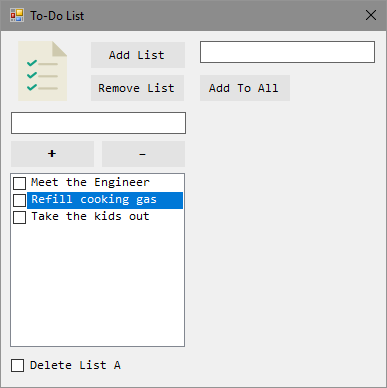 To-Do List
Add List
Remove List
Add To All
+
-
Meet the Engineer
Refill cooking gas
Take the kids out
Delete List A